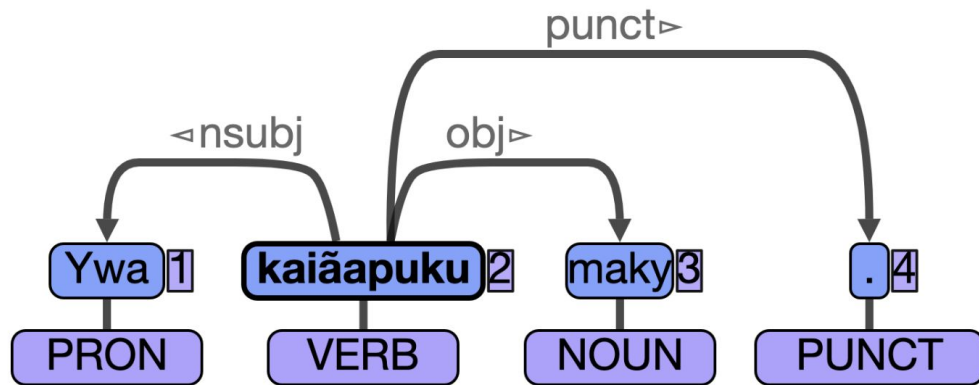 punct▻
◅nsubj obj▻
Ywa 1 kaiãapuku 2 maky 3 . 4
PRON VERB NOUN PUNCT